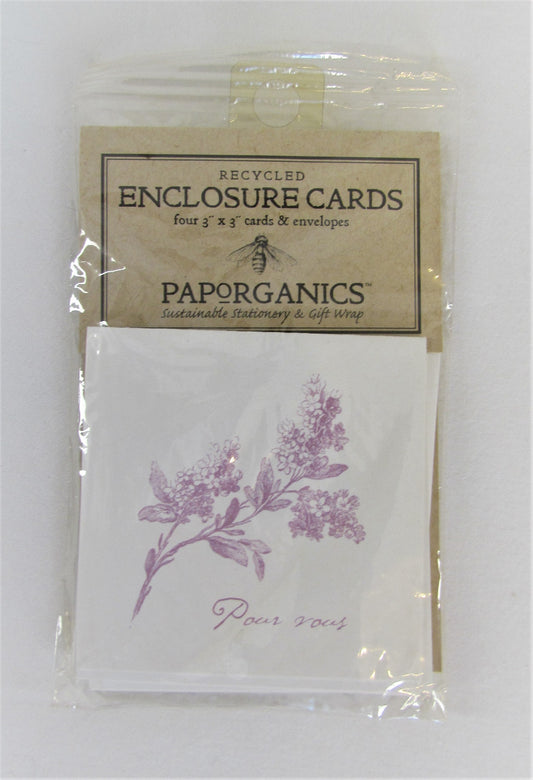 RECYCLED
ENCLOSURE CARDS
four 3″ x 3″ cards & envelopes
PAPORGANICS™
Sustainable Stationery & Gift Wrap
Pour vous